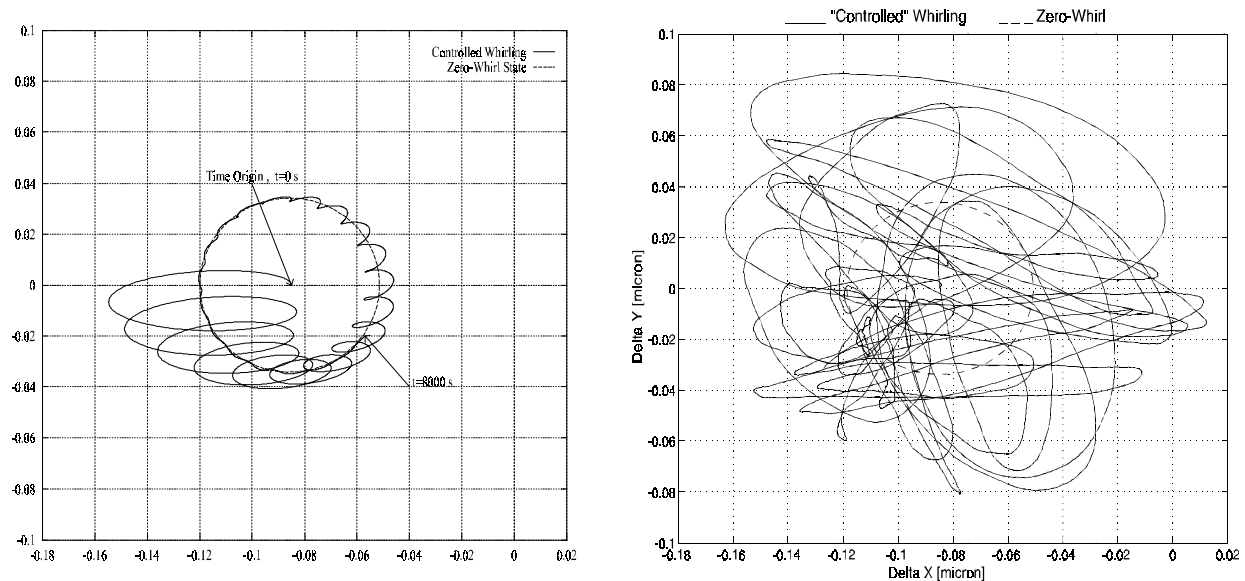 0.1
Controlled Whirling
Zero-Whirl State
0.08
0.06
0.04
Time Origin , t=0 s
0.02
0
-0.02
-0.04
t=8000 s
-0.06
-0.08
-0.1
-0.18 -0.16 -0.14 -0.12 -0.1 -0.08 -0.06 -0.04 -0.02 0 0.02
"Controlled" Whirling Zero-Whirl
0.1
0.08
0.06
0.04
0.02
0
-0.02
-0.04
-0.06
-0.08
-0.1
Delta Y [micron]
-0.18 -0.16 -0.14 -0.12 -0.1 -0.08 -0.06 -0.04 -0.02 0 0.02
Delta X [micron]